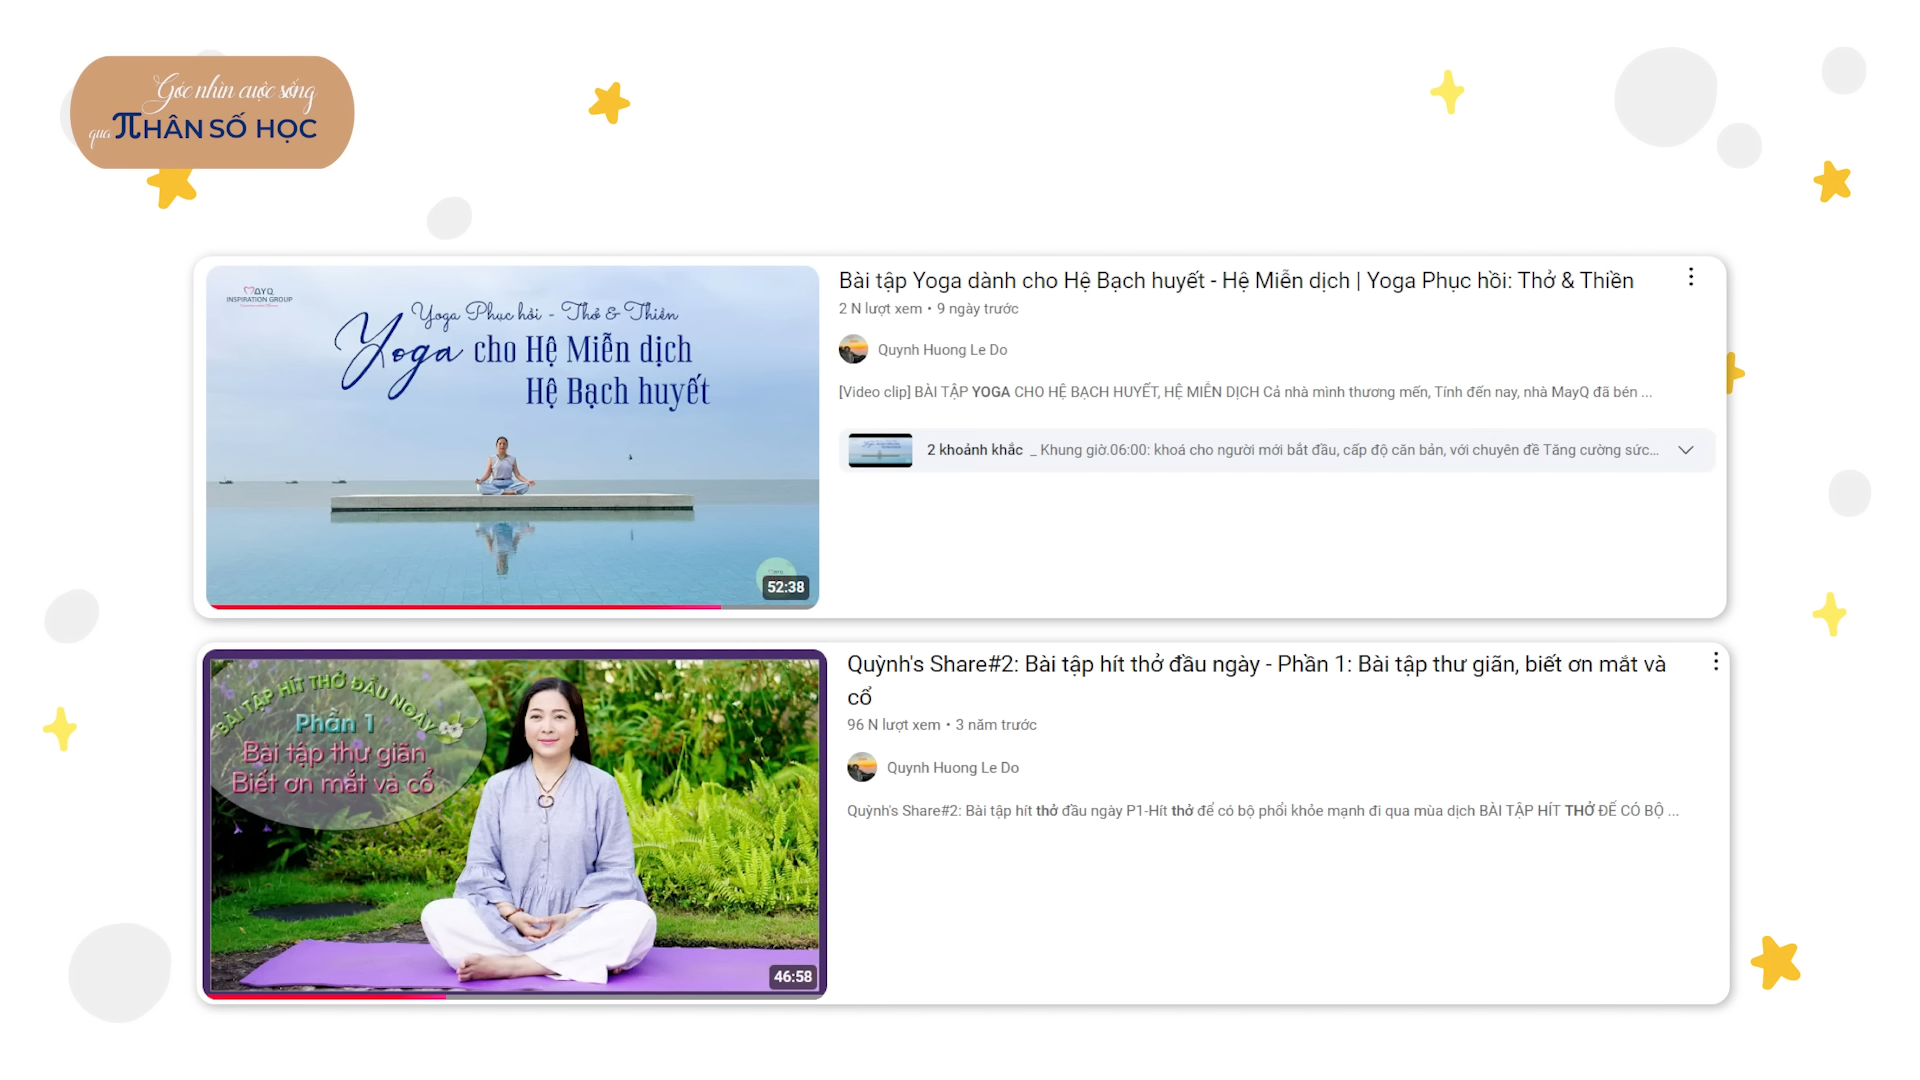 Góc nhìn cuộc sống
qua NHÂN SỐ HỌC
MAYQ
INSPIRATION GROUP
Yoga Phục hồi - Thở & Thiền
Yoga cho Hệ Miễn dịch
Hệ Bạch huyết
52:38
Bài tập Yoga dành cho Hệ Bạch huyết - Hệ Miễn dịch | Yoga Phục hồi: Thở & Thiền
2 N lượt xem • 9 ngày trước
Quynh Huong Le Do
[Video clip] BÀI TẬP YOGA CHO HỆ BẠCH HUYẾT, HỆ MIỄN DỊCH Cả nhà mình thương mến, Tính đến nay, nhà MayQ đã bén ...
2 khoảnh khắc _ Khung giờ.06:00: khoá cho người mới bắt đầu, cấp độ căn bản, với chuyên đề Tăng cường sức...
BÀI TẬP HÍT THỞ ĐẦU NGÀY
Phần 1
Bài tập thư giãn
Biết ơn mắt và cổ
46:58
Quỳnh's Share#2: Bài tập hít thở đầu ngày - Phần 1: Bài tập thư giãn, biết ơn mắt và
cổ
96 N lượt xem • 3 năm trước
Quynh Huong Le Do
Quỳnh's Share#2: Bài tập hít thở đầu ngày P1-Hít thở để có bộ phổi khỏe mạnh đi qua mùa dịch BÀI TẬP HÍT THỞ ĐỂ CÓ BỘ ...